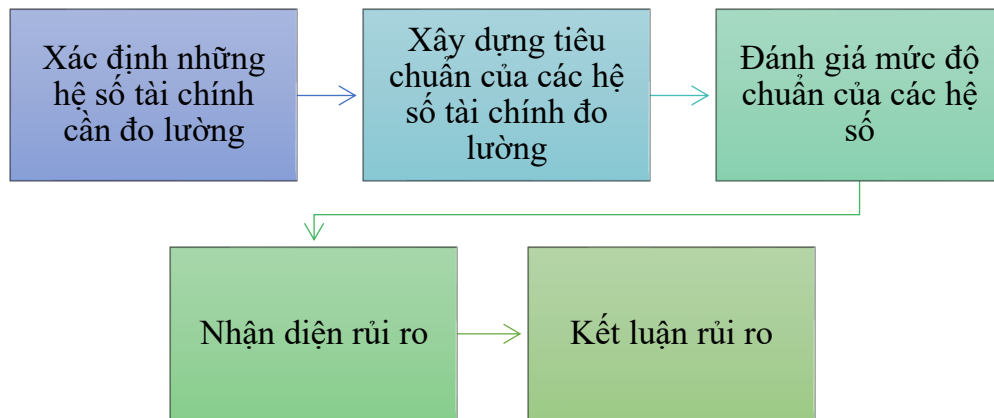 Xác định những
hệ số tài chính
cần đo lường
Xây dựng tiêu
chuẩn của các hệ
số tài chính đo
lường
Đánh giá mức độ
chuẩn của các hệ
số
Nhận diện rủi ro
Kết luận rủi ro